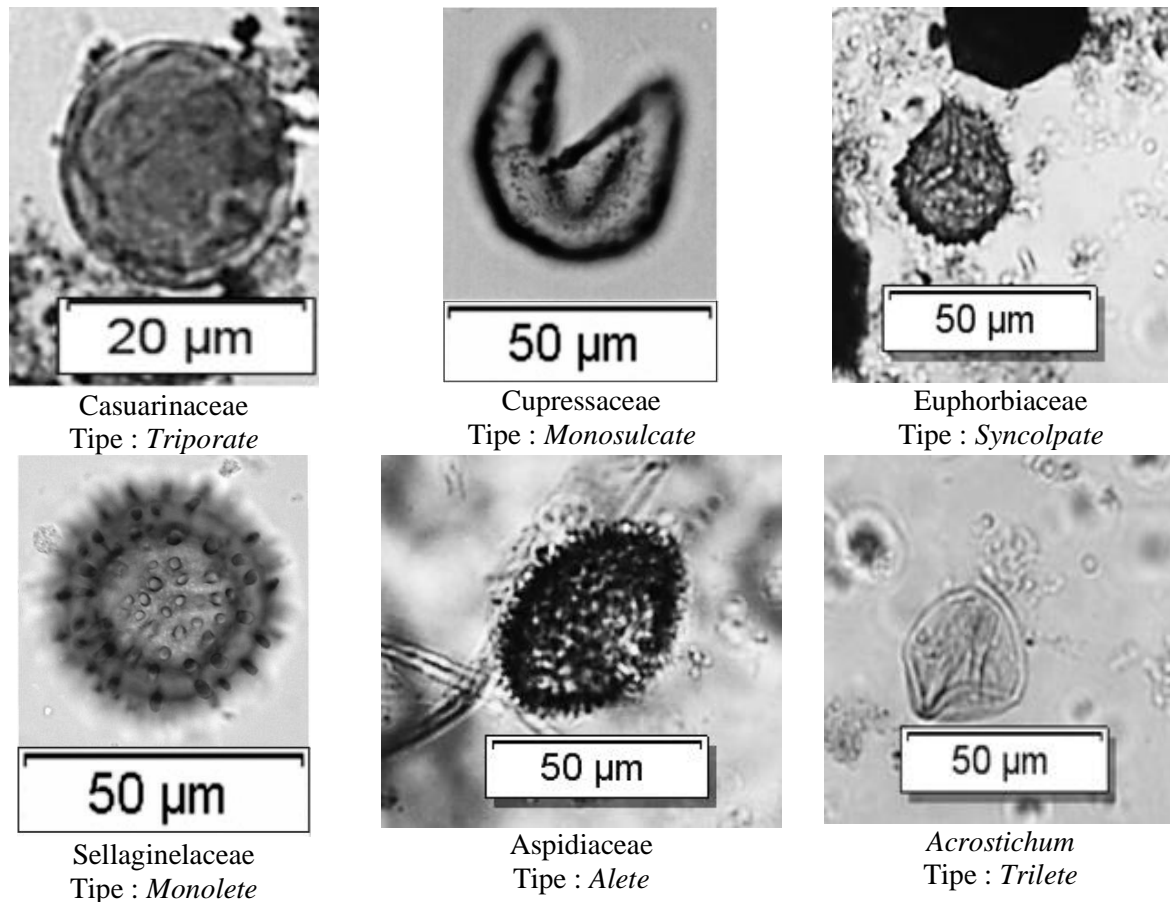 20 µm
50 µm
50 µm
Casuarinaceae
Tipe : Triporate
Cupressaceae
Tipe : Monosulcate
Euphorbiaceae
Tipe : Syncolpate
50 µm
50 µm
50 µm
Sellaginelaceae
Tipe : Monolete
Aspidiaceae
Tipe : Alete
Acrostichum
Tipe : Trilete